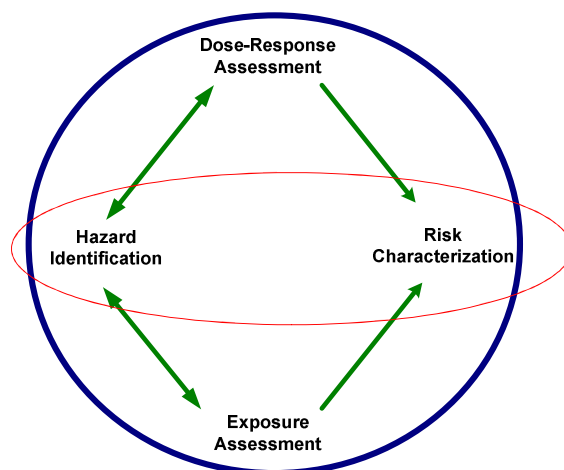 Dose-Response
Assessment
Hazard
Identification
Risk
Characterization
Exposure
Assessment